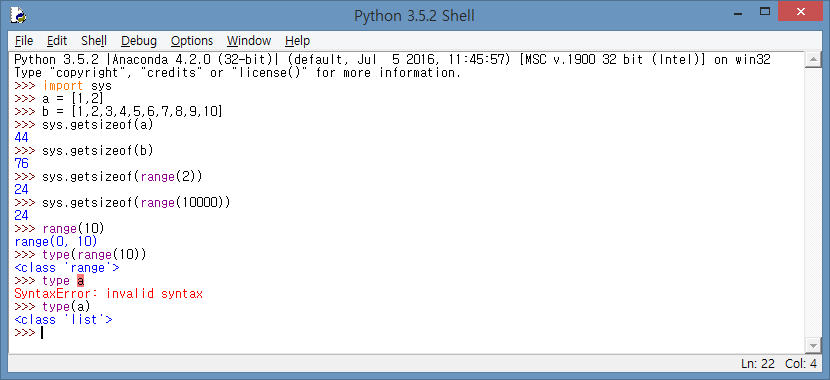 Python 3.5.2 Shell
File Edit Shell Debug Options Window Help
Python 3.5.2 |Anaconda 4.2.0 (32-bit)| (default, Jul  5 2016, 11:45:57) [MSC v.1900 32 bit (Intel)] on win32
Type "copyright", "credits" or "license()" for more information.
>>> import sys
>>> a = [1,2]
>>> b = [1,2,3,4,5,6,7,8,9,10]
>>> sys.getsizeof(a)
44
>>> sys.getsizeof(b)
76
>>> sys.getsizeof(range(2))
24
>>> sys.getsizeof(range(10000))
24
>>> range(10)
range(0, 10)
>>> type(range(10))
<class 'range'>
>>> type a
SyntaxError: invalid syntax
>>> type(a)
<class 'list'>
>>>
Ln: 22 Col: 4